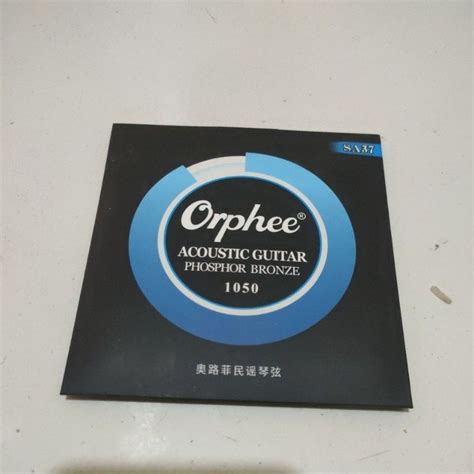 SA37
Orphee®
ACOUSTIC GUITAR
PHOSPHOR BRONZE
1050
奥路菲民谣琴弦